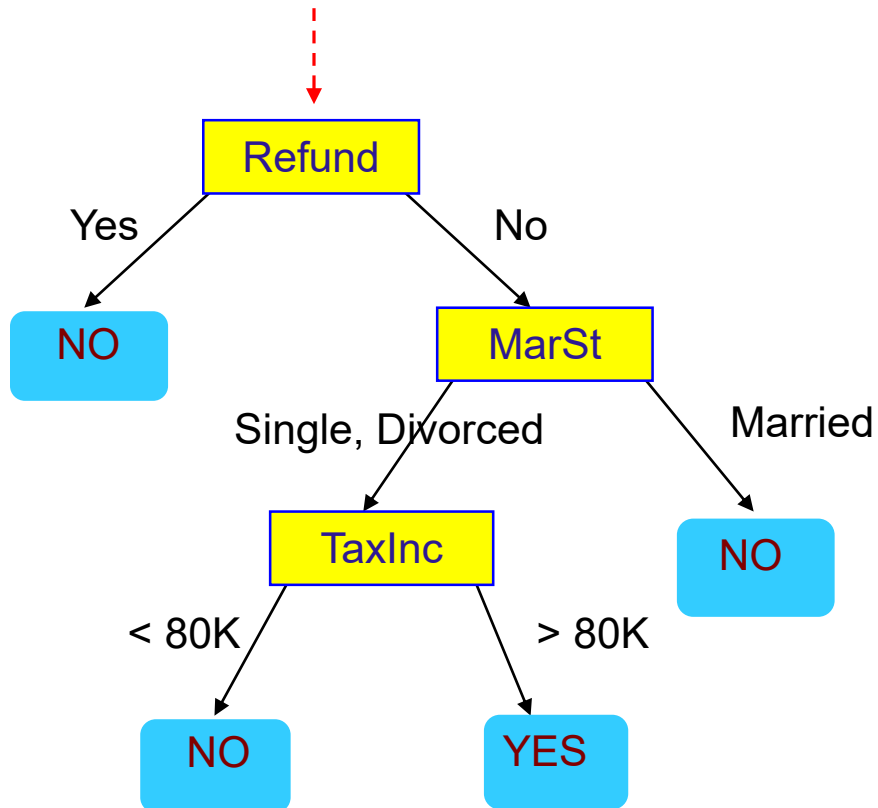 Refund
Yes
No
NO
MarSt
Single, Divorced
Married
TaxInc
NO
< 80K
> 80K
NO
YES